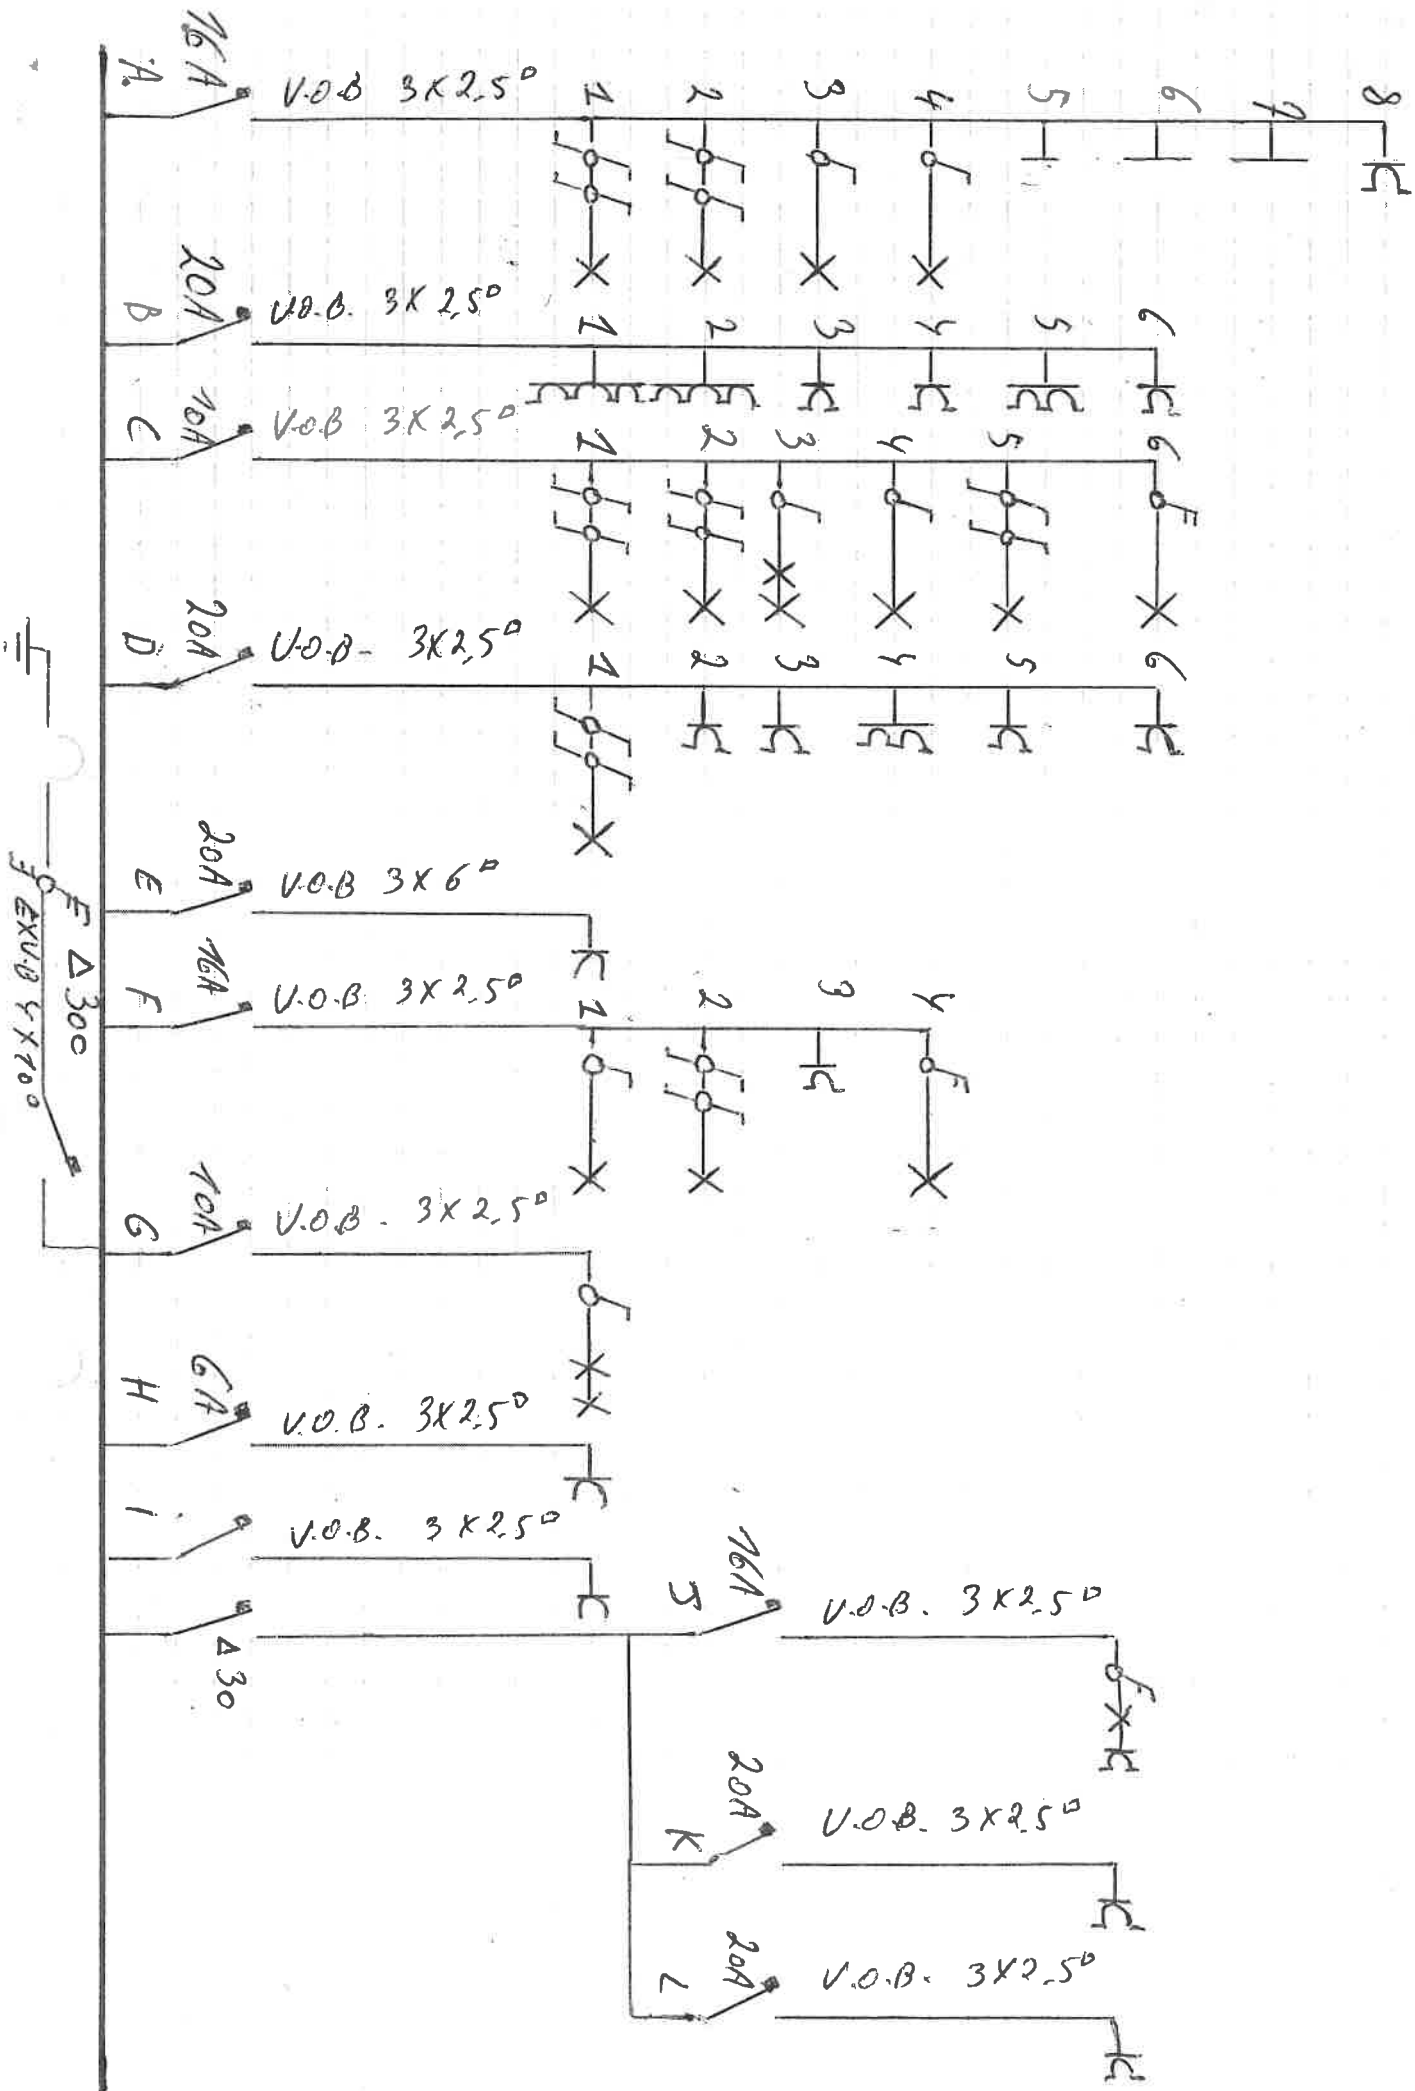 A. 16A V.O.B 3X2,5□ 1 2 3 4 5 6 7 8
B 20A V.O.B. 3X2,5□ 1 2 3 4 5 6
C 10A V.O.B 3X2,5□ 1 2 3 4 5 6
D 20A V.O.B- 3X2,5□ 1 2 3 4 5 6
E 20A V.O.B 3X6□
F 16A V.O.B. 3X2,5□ 1 2 3 4
Δ300
EXV.B 4X10□
G 10A V.O.B. 3X2,5□
H 6A V.O.B. 3X2,5□
I V.O.B. 3X2,5□
Δ30
J 16A V.O.B. 3X2,5□
K 20A V.O.B. 3X2,5□
L 20A V.O.B. 3X2,5□